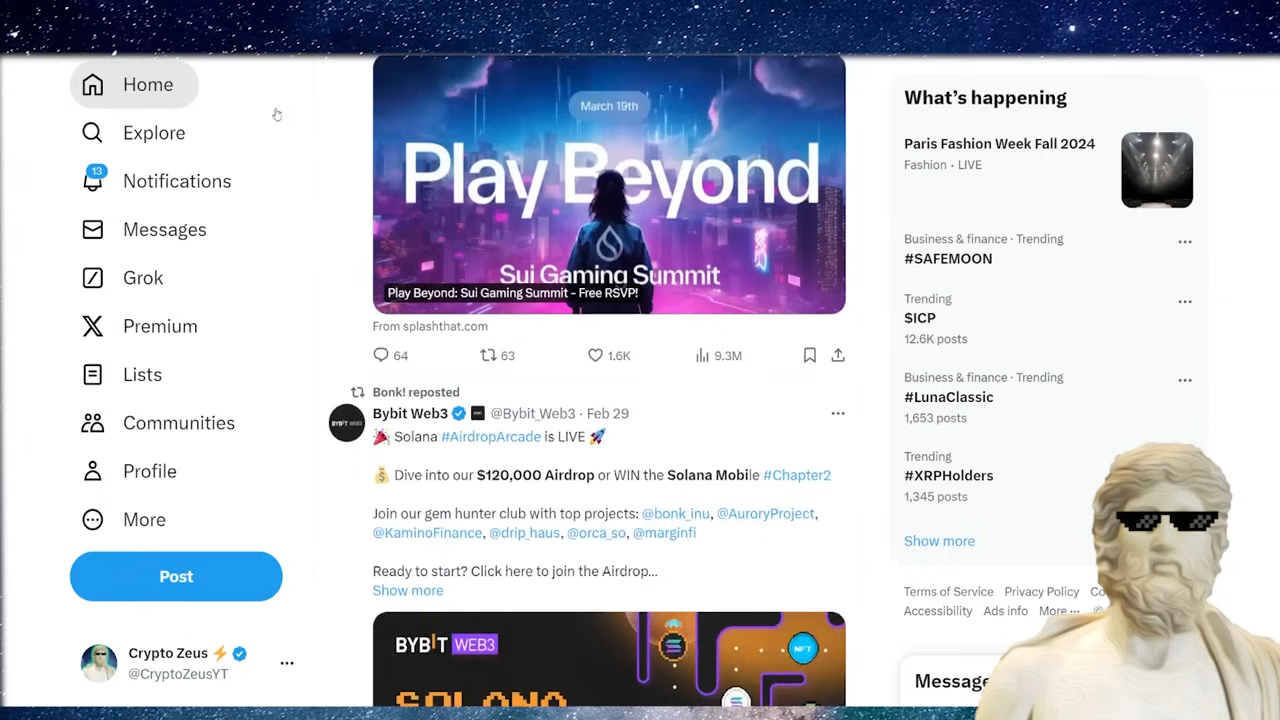 Home
Explore
13
Notifications
Messages
Grok
Premium
Lists
Communities
Profile
More
Post
Crypto Zeus
@CryptoZeusYT
March 19th
Play Beyond
Sui Gaming Summit
Play Beyond: Sui Gaming Summit - Free RSVP!
From splashthat.com
64 63 1.6K 9.3M
Bonk! reposted
Bybit Web3 @Bybit_Web3 · Feb 29
Solana #AirdropArcade is LIVE
Dive into our $120,000 Airdrop or WIN the Solana Mobile #Chapter2
Join our gem hunter club with top projects: @bonk_inu, @AuroryProject,
@KaminoFinance, @drip_haus, @orca_so, @marginfi
Ready to start? Click here to join the Airdrop...
Show more
BYBIT WEB3
NFT
SOLANA
What's happening
Paris Fashion Week Fall 2024
Fashion · LIVE
Business & finance · Trending
#SAFEMOON
Trending
$ICP
12.6K posts
Business & finance · Trending
#LunaClassic
1,653 posts
Trending
#XRPHolders
1,345 posts
Show more
Terms of Service Privacy Policy
Accessibility Ads info More ...